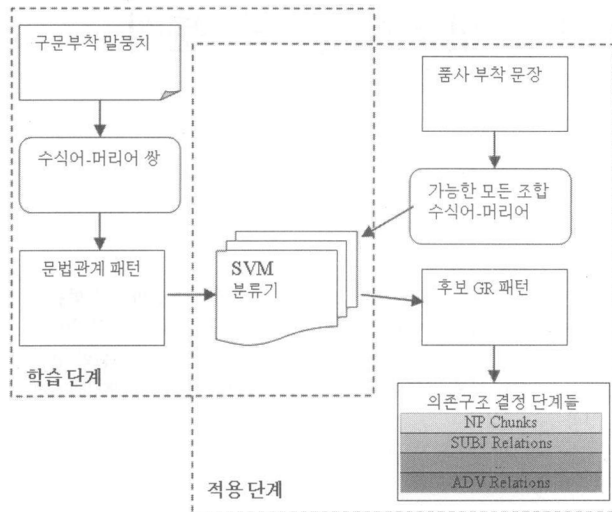 구문부착 말뭉치
수식어-머리어 쌍
문법관계 패턴
학습 단계
SVM
분류기
품사 부착 문장
가능한 모든 조합
수식어-머리어
후보 GR 패턴
의존구조 결정 단계들
NP Chunks
SUBJ Relations
...
ADV Relations
적용 단계